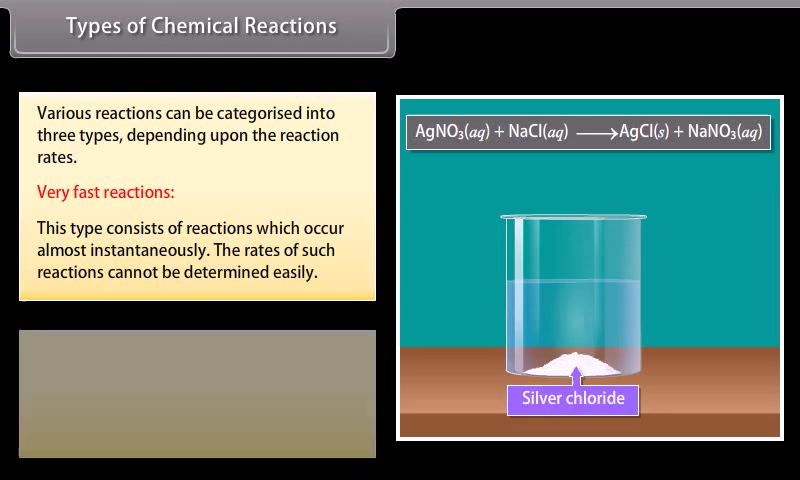 Types of Chemical Reactions
Various reactions can be categorised into
three types, depending upon the reaction
rates.
Very fast reactions:
This type consists of reactions which occur
almost instantaneously. The rates of such
reactions cannot be determined easily.
AgNO₃(aq) + NaCl(aq) ⟶AgCl(s) + NaNO₃(aq)
Silver chloride